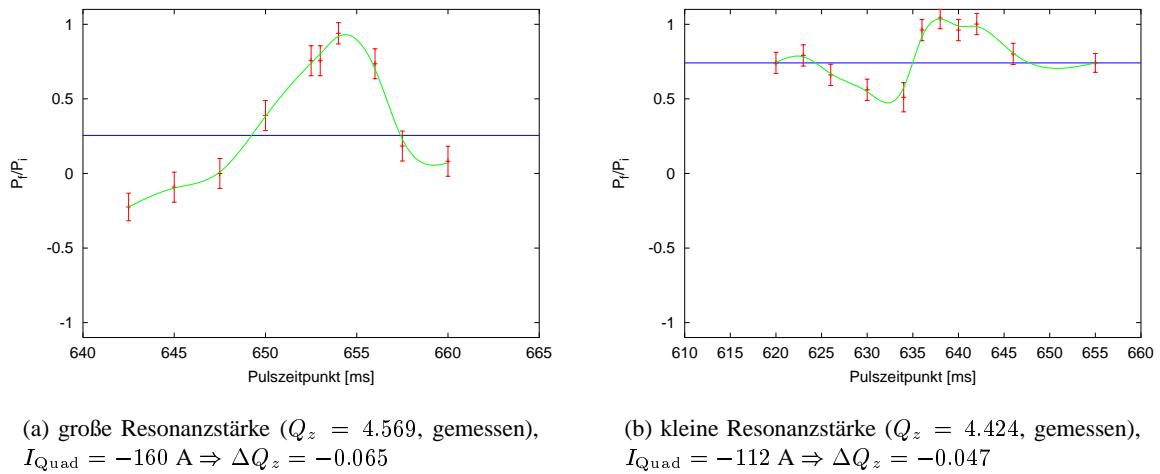 1
0.5
0
-0.5
-1
P_f/P_i
640 645 650 655 660 665
Pulszeitpunkt [ms]
1
0.5
0
-0.5
-1
P_f/P_i
610 615 620 625 630 635 640 645 650 655 660
Pulszeitpunkt [ms]
(a) große Resonanzstärke (Q_z = 4.569, gemessen),
I_Quad = −160 A ⇒ ΔQ_z = −0.065
(b) kleine Resonanzstärke (Q_z = 4.424, gemessen),
I_Quad = −112 A ⇒ ΔQ_z = −0.047